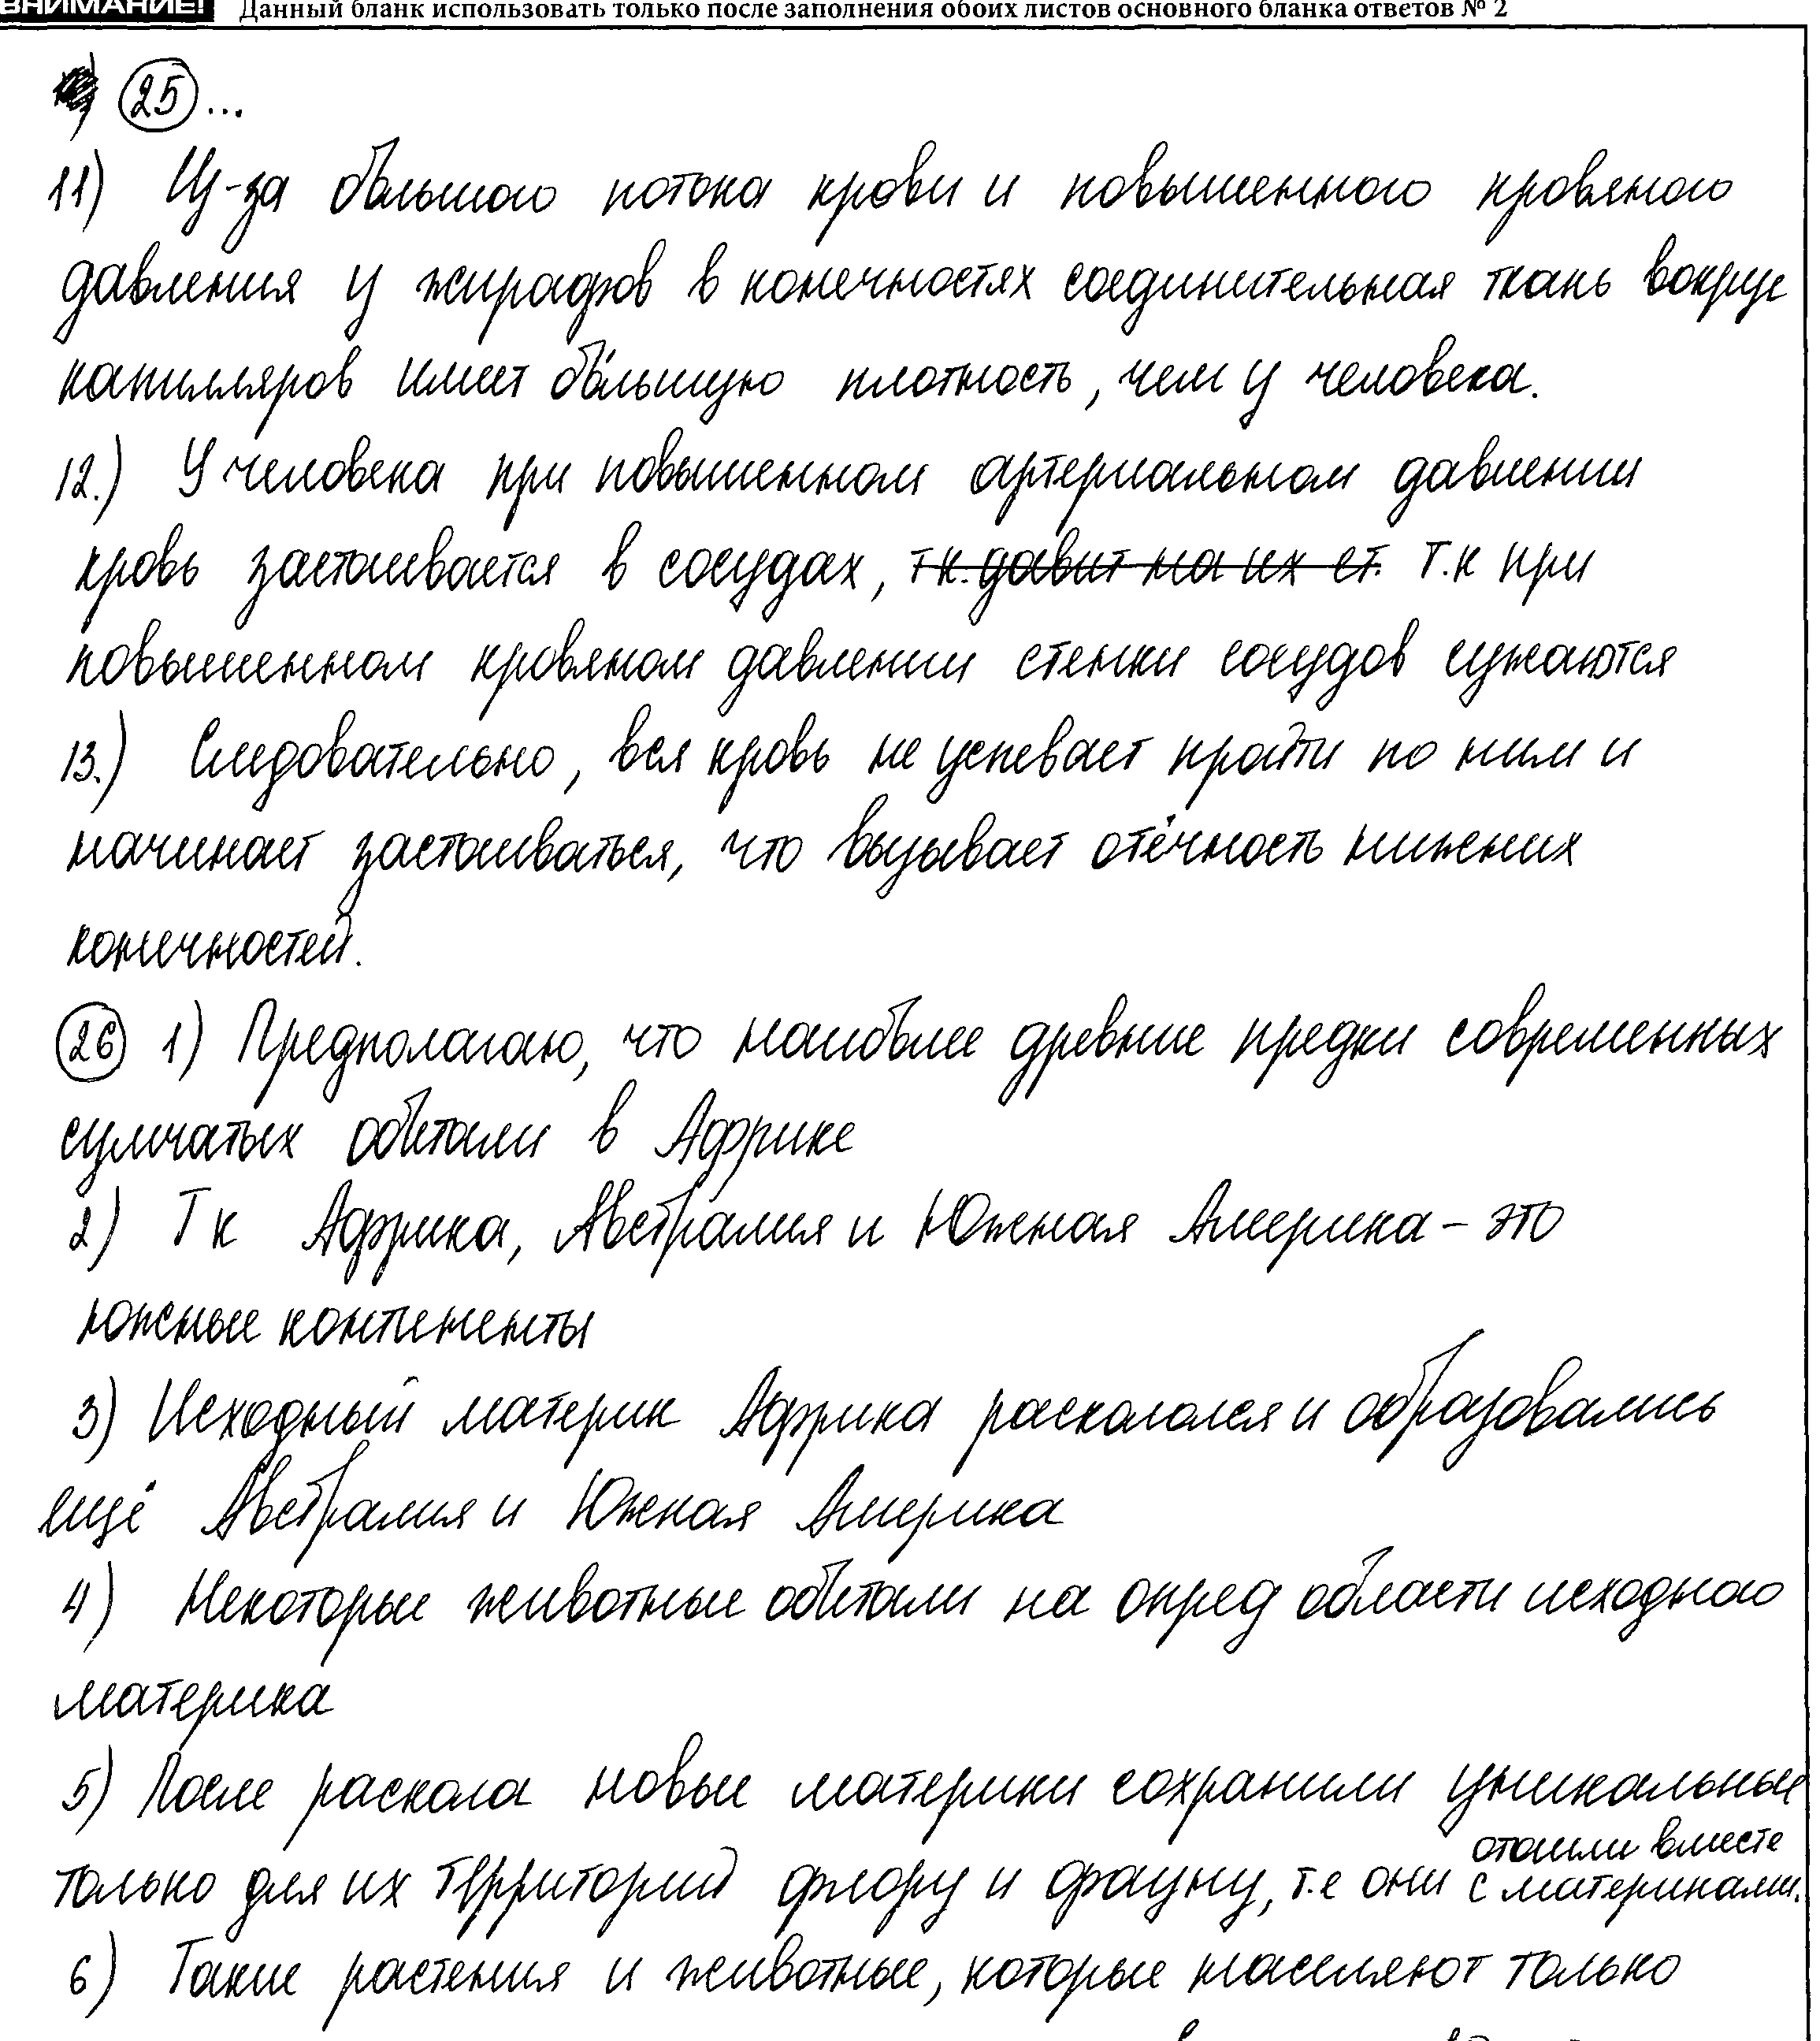 ВНИМАНИЕ! Данный бланк использовать только после заполнения обоих листов основного бланка ответов № 2
25 ...
11) Из-за большого потока крови и повышенного кровяного
давления у жирафов в конечностях соединительная ткань вокруг
капилляров имеет бо́льшую плотность, чем у человека.
12.) У человека при повышенном артериальном давлении
кровь застаивается в сосудах, т к. давит на их ст. т.к при
повышенном кровяном давлении стенки сосудов сужаются
13.) Следовательно, вся кровь не успевает пройти по ним и
начинает застаиваться, что вызывает отёчность нижних
конечностей.
26 1) Предполагаю, что наиболее древние предки современных
сумчатых обитали в Африке
2) Т к Африка, Австралия и Южная Америка – это
южные континенты
3) Исходный материк Африка раскололся и образовались
ещё Австралия и Южная Америка
4) Некоторые животные обитали на опред области исходного
материка
5) После раскола новые материки сохранили уникальные
только для их территорий флору и фауну, т.е они отошли вместе
с материками.
6) Такие растения и животные, которые населяют только